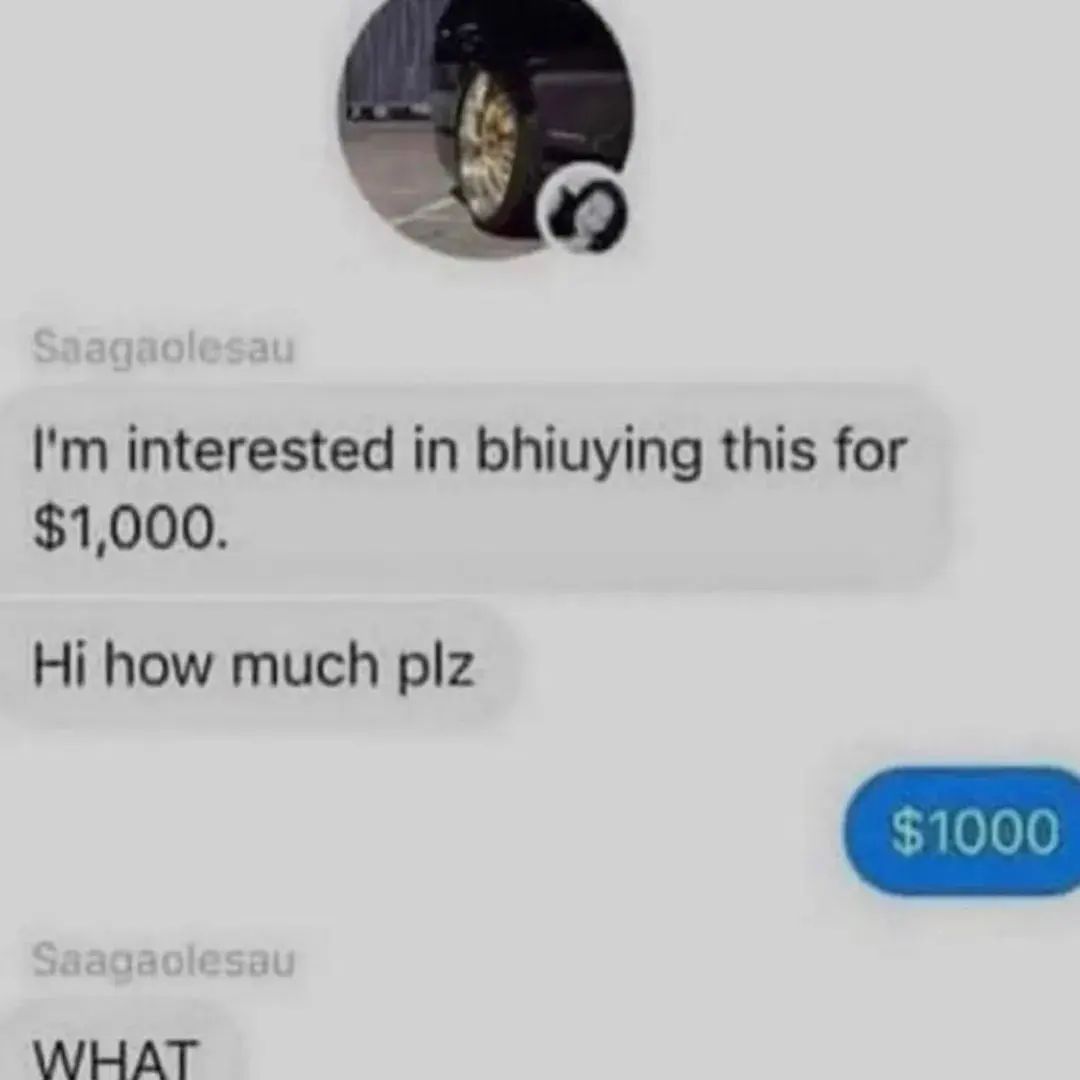 Saagaolesau
I'm interested in bhiuying this for
$1,000.
Hi how much plz
$1000
Saagaolesau
WHAT